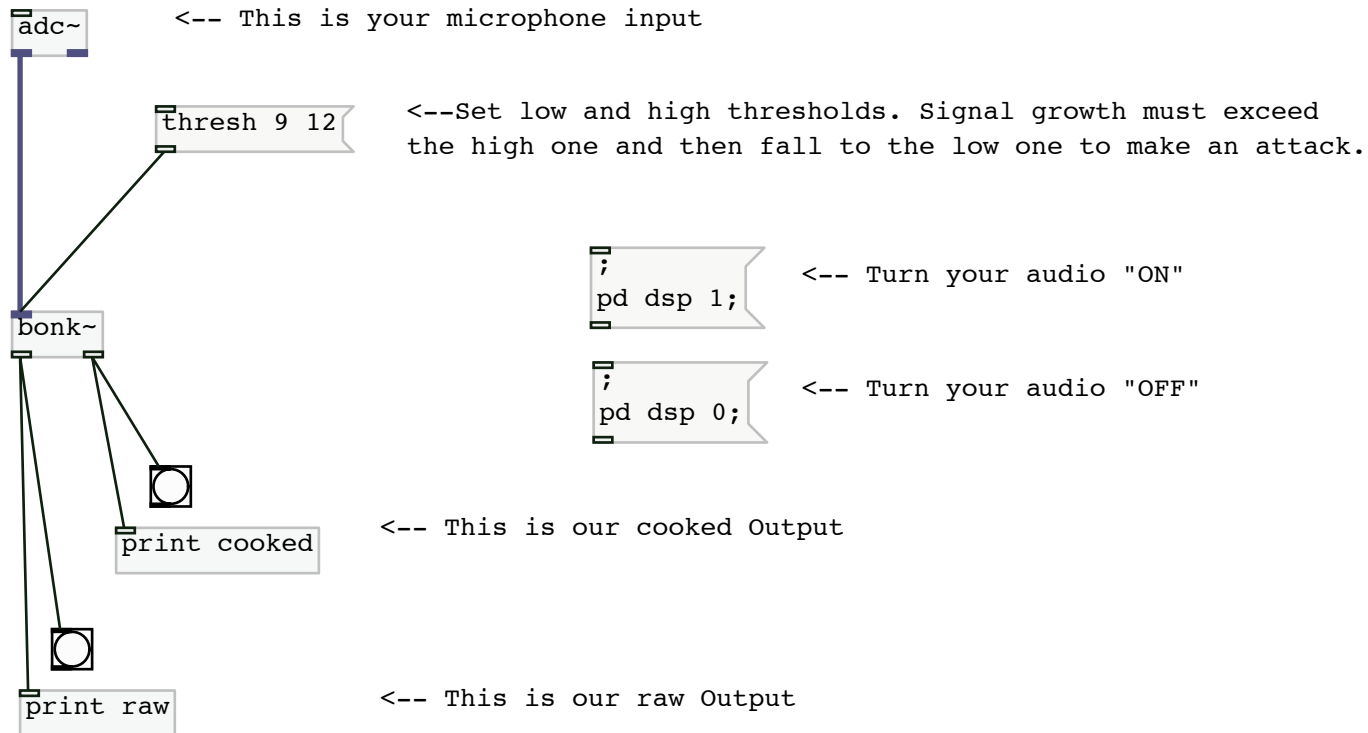 adc~
<-- This is your microphone input
thresh 9 12
<--Set low and high thresholds. Signal growth must exceed
the high one and then fall to the low one to make an attack.
;
pd dsp 1;
<-- Turn your audio "ON"
bonk~
;
pd dsp 0;
<-- Turn your audio "OFF"
print cooked
<-- This is our cooked Output
print raw
<-- This is our raw Output